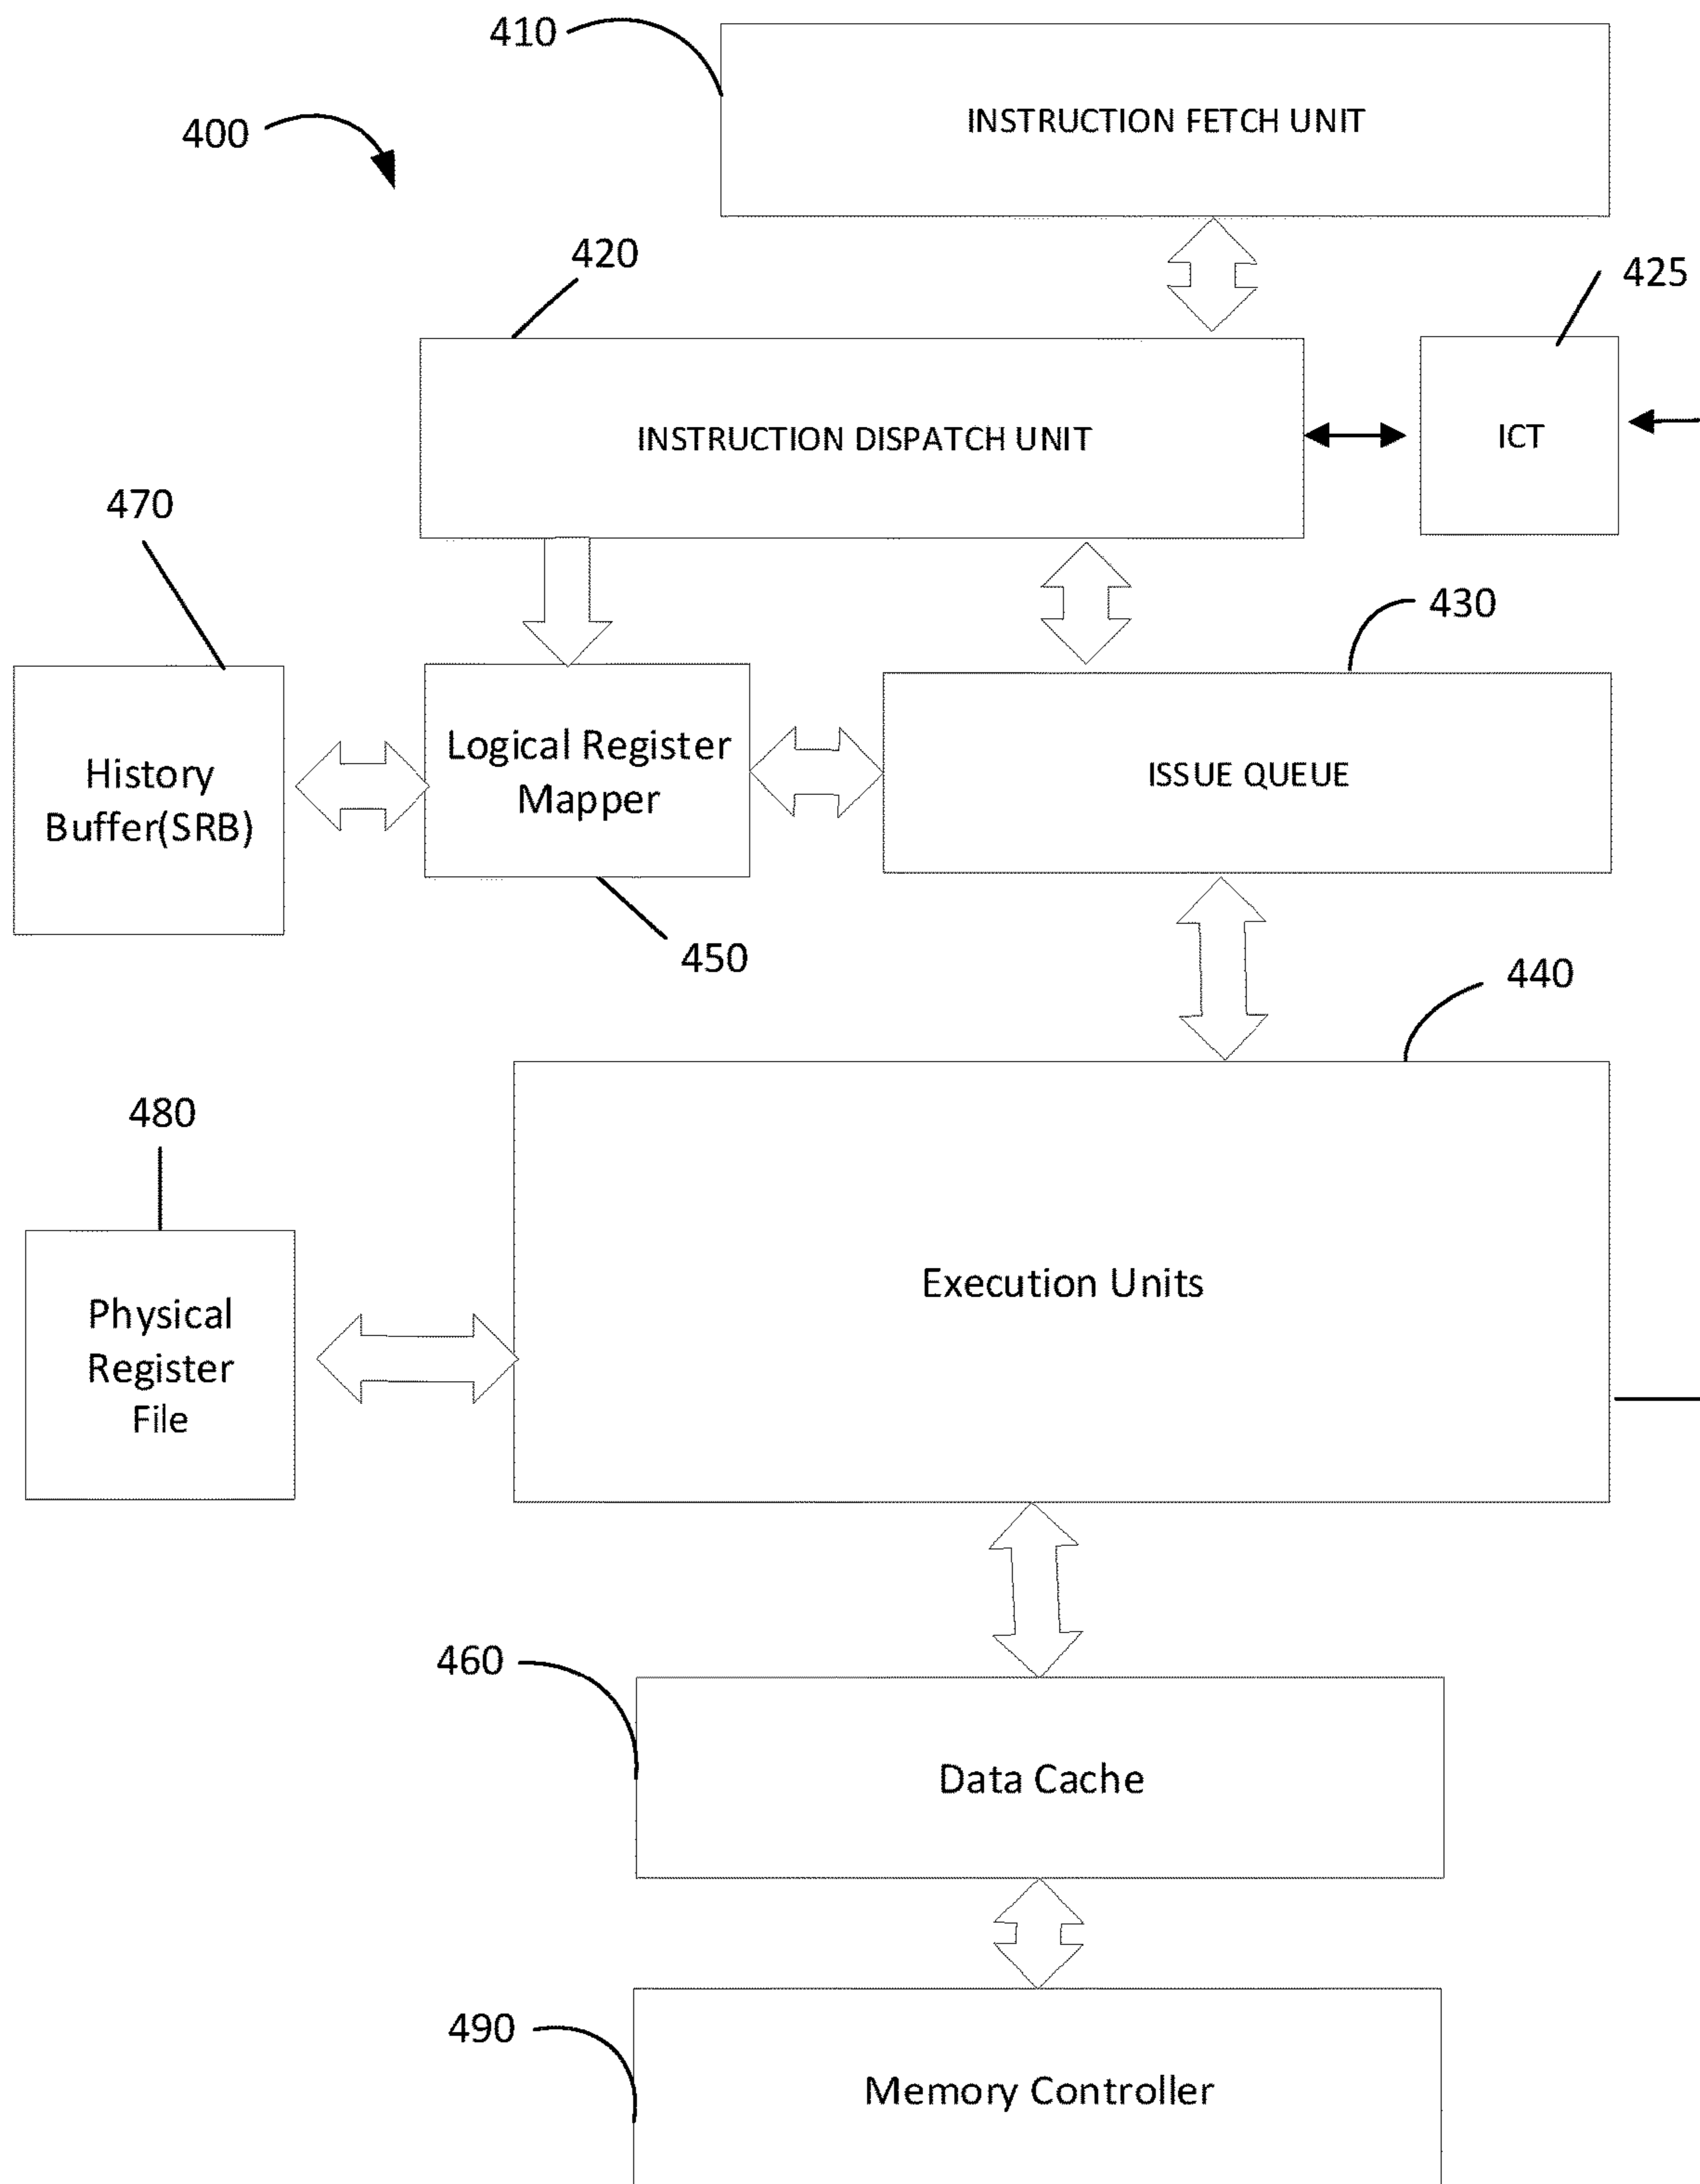 410
INSTRUCTION FETCH UNIT
400
420
425
INSTRUCTION DISPATCH UNIT
ICT
470
430
History
Buffer(SRB)
Logical Register
Mapper
ISSUE QUEUE
450
440
480
Execution Units
Physical
Register
File
460
Data Cache
490
Memory Controller